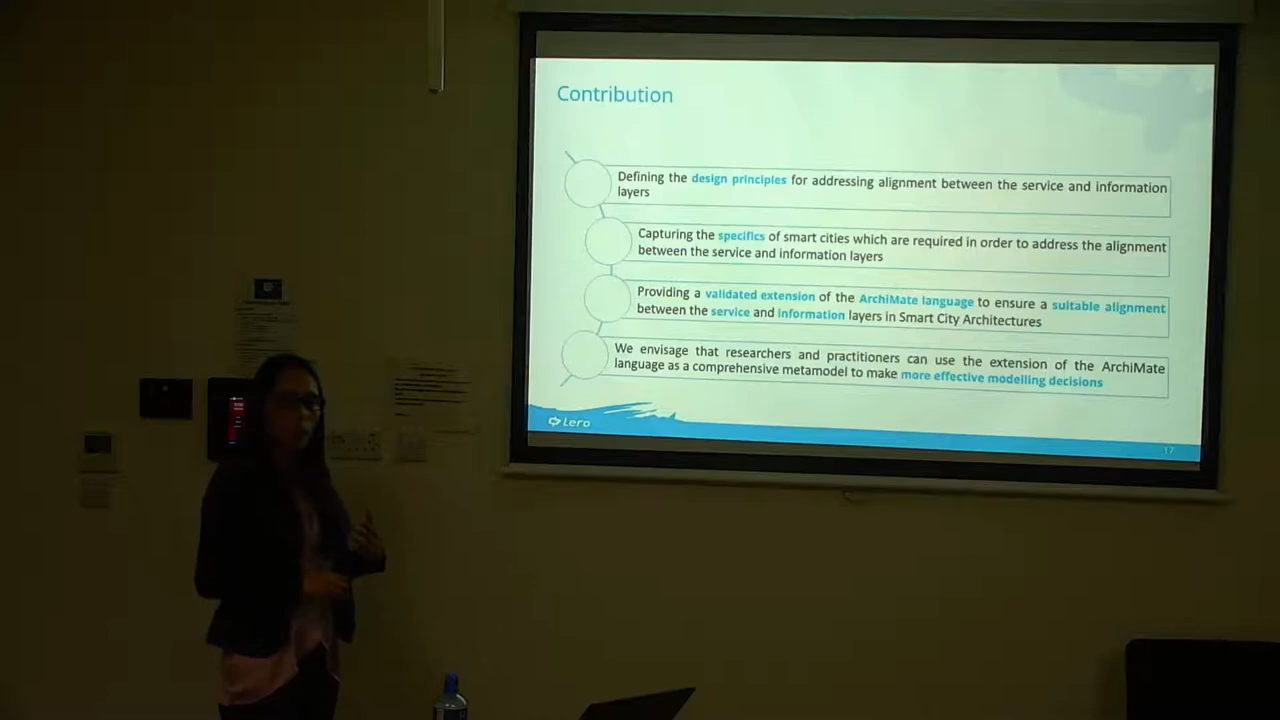 Contribution
Defining the design principles for addressing alignment between the service and information
layers
Capturing the specifics of smart cities which are required in order to address the alignment
between the service and information layers
Providing a validated extension of the ArchiMate language to ensure a suitable alignment
between the service and information layers in Smart City Architectures
We envisage that researchers and practitioners can use the extension of the ArchiMate
language as a comprehensive metamodel to make more effective modelling decisions
Lero
17